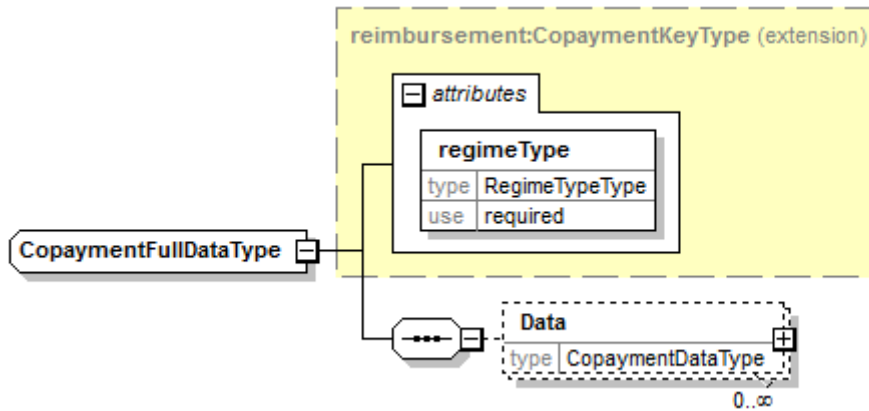 reimbursement:CopaymentKeyType (extension)
attributes
regimeType
type RegimeTypeType
use required
CopaymentFullDataType
Data
type CopaymentDataType
0..∞